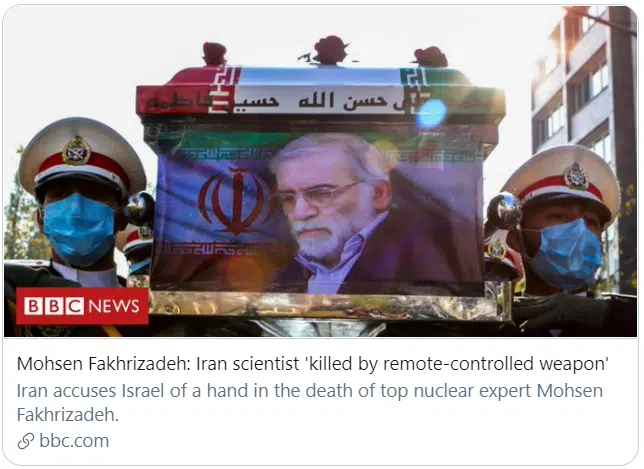 حسن الله حسین فاطمه
BBC NEWS
Mohsen Fakhrizadeh: Iran scientist 'killed by remote-controlled weapon'
Iran accuses Israel of a hand in the death of top nuclear expert Mohsen
Fakhrizadeh.
bbc.com